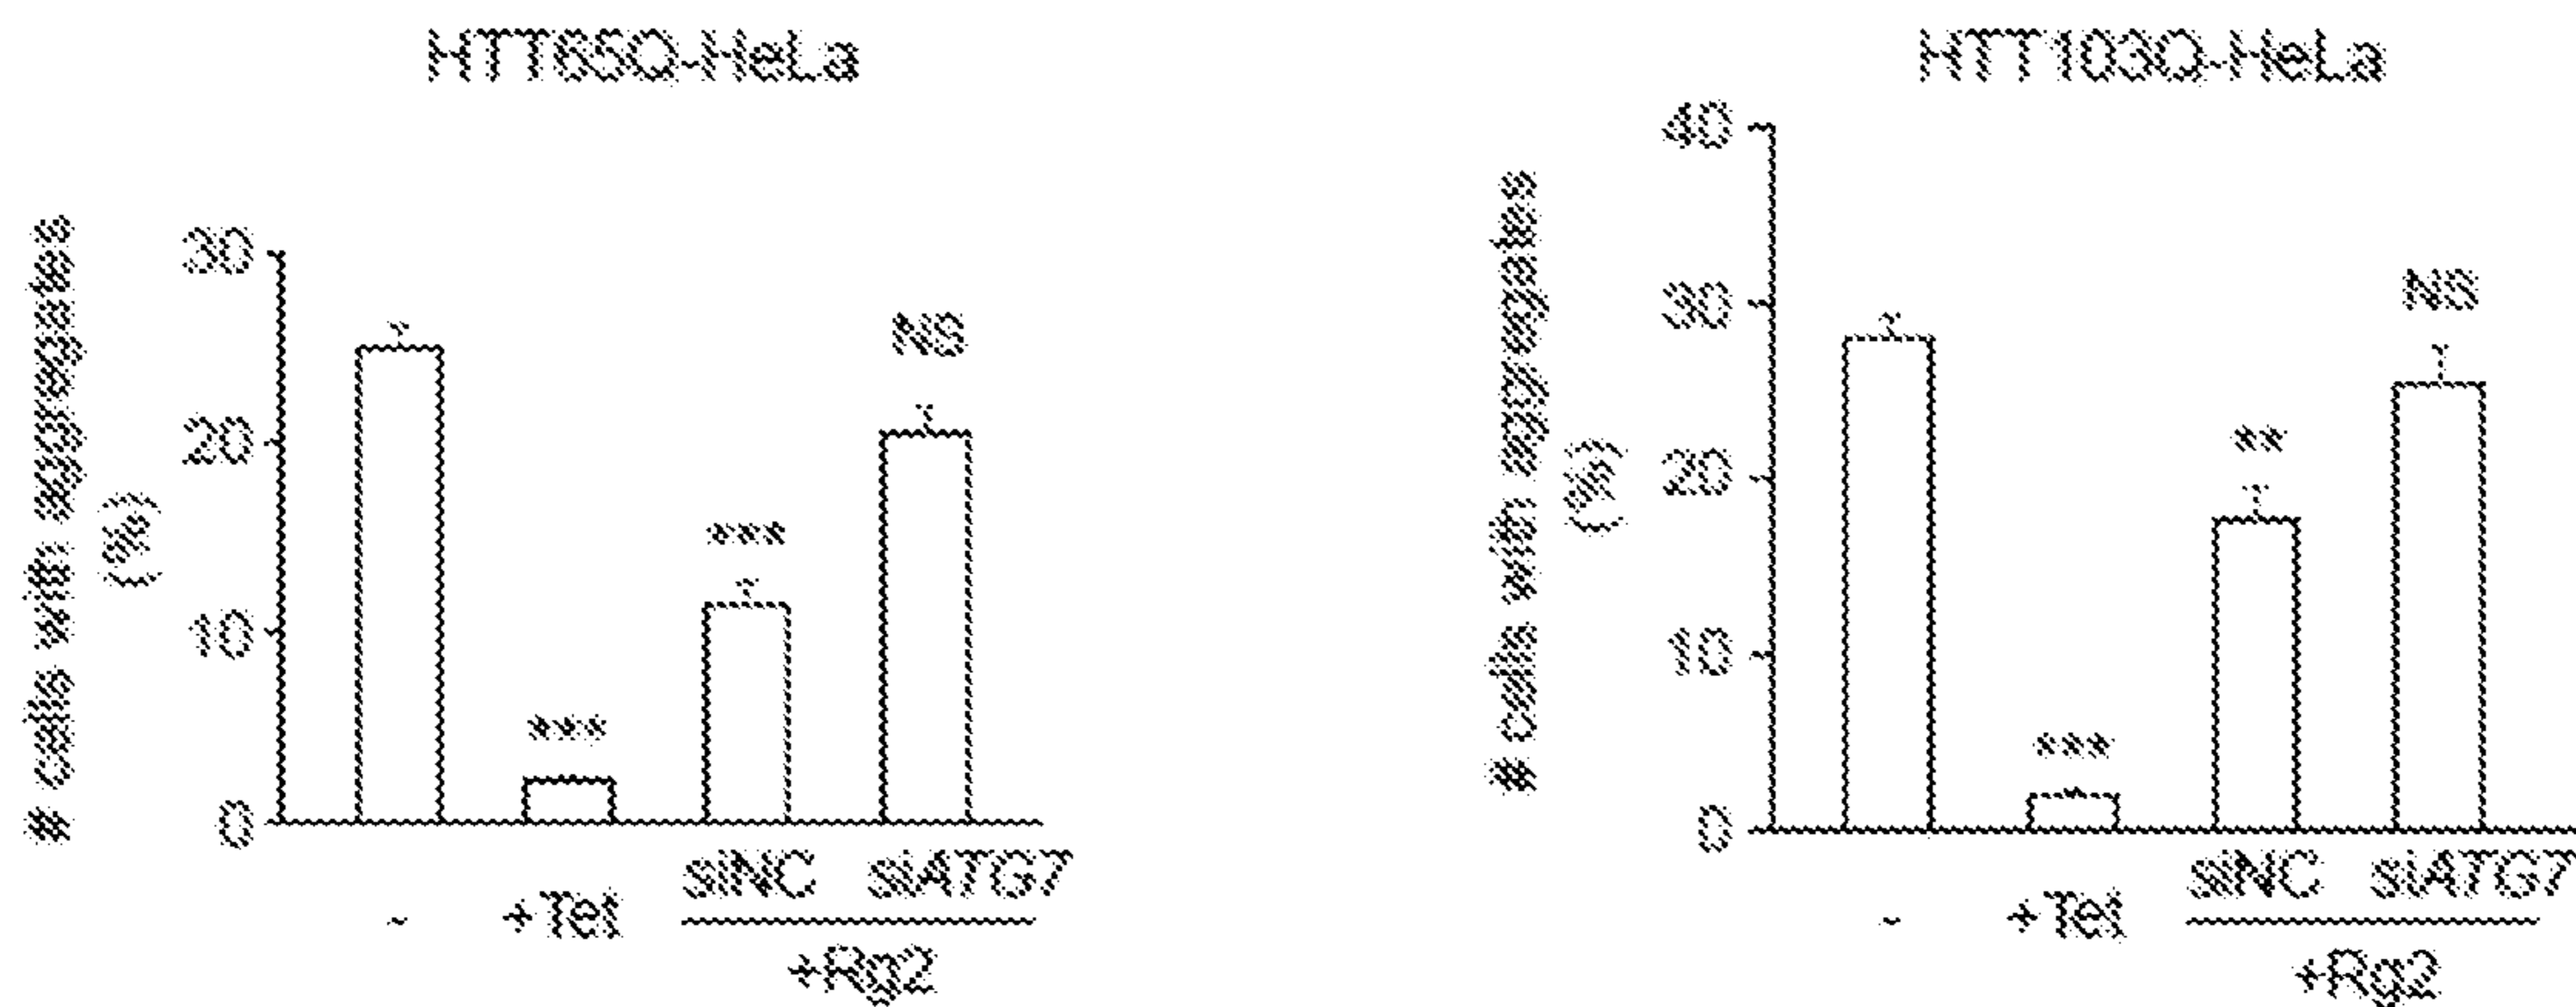 HTT65Q-HeLa
# cells with aggregates
(%)
30
20
10
0
***
***
NS
-
+Tet
siNC
siATG7
+Rg2
HTT103Q-HeLa
# cells with aggregates
(%)
40
30
20
10
0
***
**
NS
-
+Tet
siNC
siATG7
+Rg2